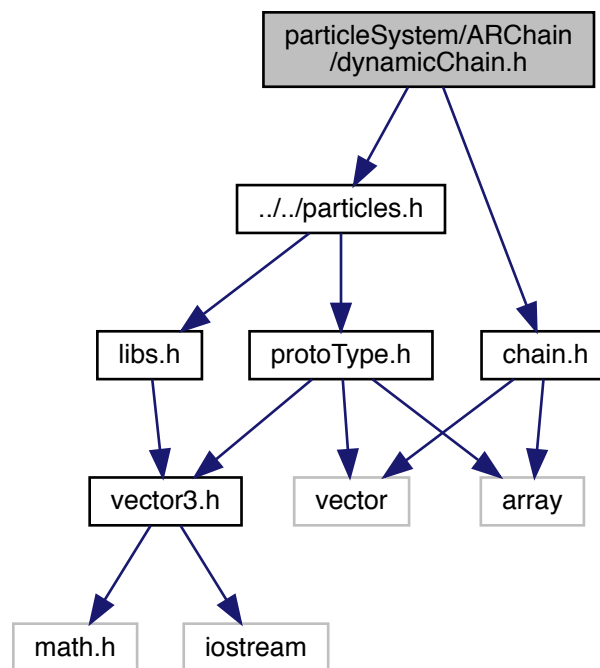 particleSystem/ARChain
/dynamicChain.h
../../particles.h
libs.h
protoType.h
chain.h
vector3.h
vector
array
math.h
iostream